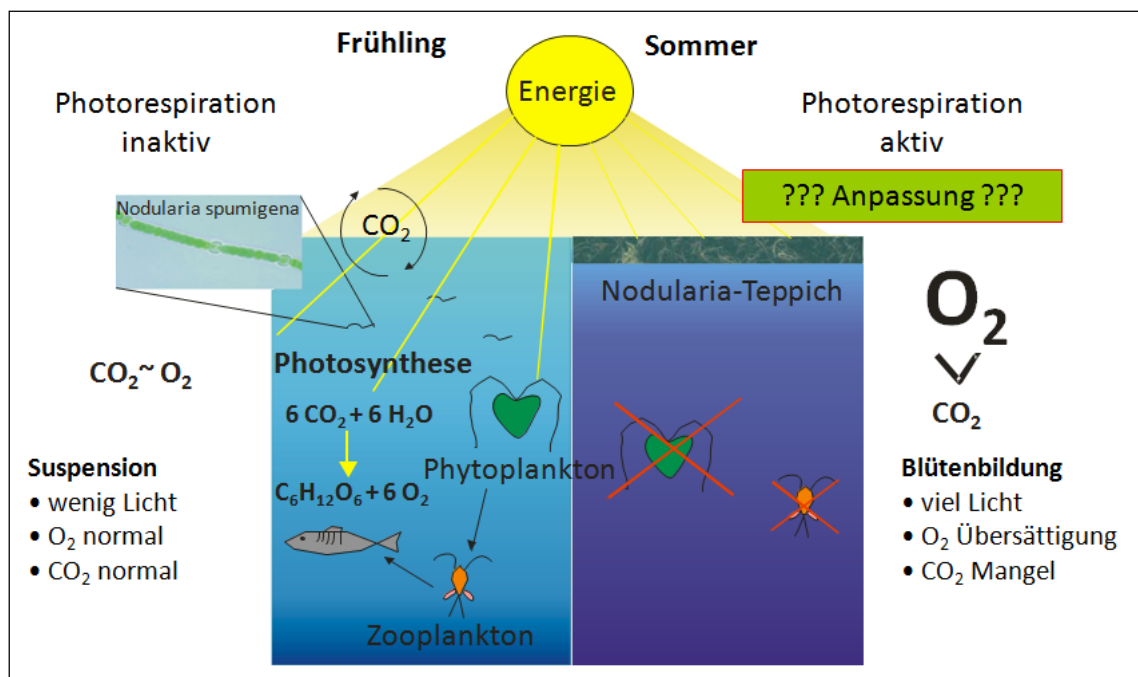 Frühling
Sommer
Energie
Photorespiration
inaktiv
Photorespiration
aktiv
??? Anpassung ???
Nodularia spumigena
CO₂
Nodularia-Teppich
O₂
CO₂
CO₂~ O₂
Photosynthese
6 CO₂ + 6 H₂O
C₆H₁₂O₆ + 6 O₂
Phytoplankton
Zooplankton
Suspension
• wenig Licht
• O₂ normal
• CO₂ normal
Blütenbildung
• viel Licht
• O₂ Übersättigung
• CO₂ Mangel